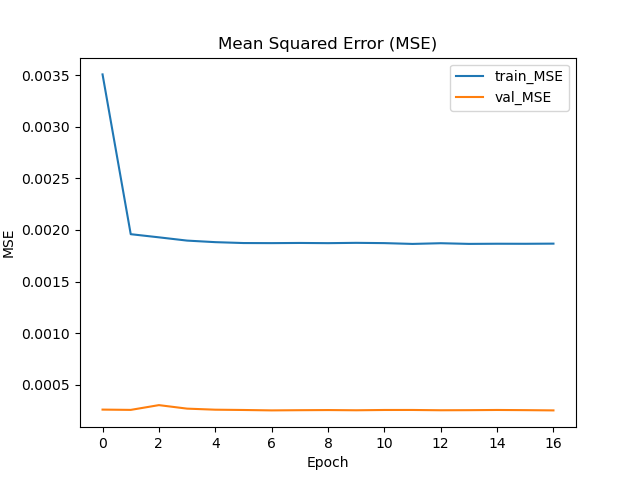 Mean Squared Error (MSE)
train_MSE
val_MSE
0.0035
0.0030
0.0025
0.0020
0.0015
0.0010
0.0005
MSE
0 2 4 6 8 10 12 14 16
Epoch